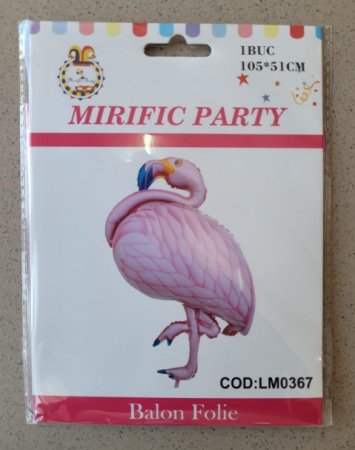 1BUC
105*51CM
MIRIFIC PARTY
COD:LM0367
Balon Folie